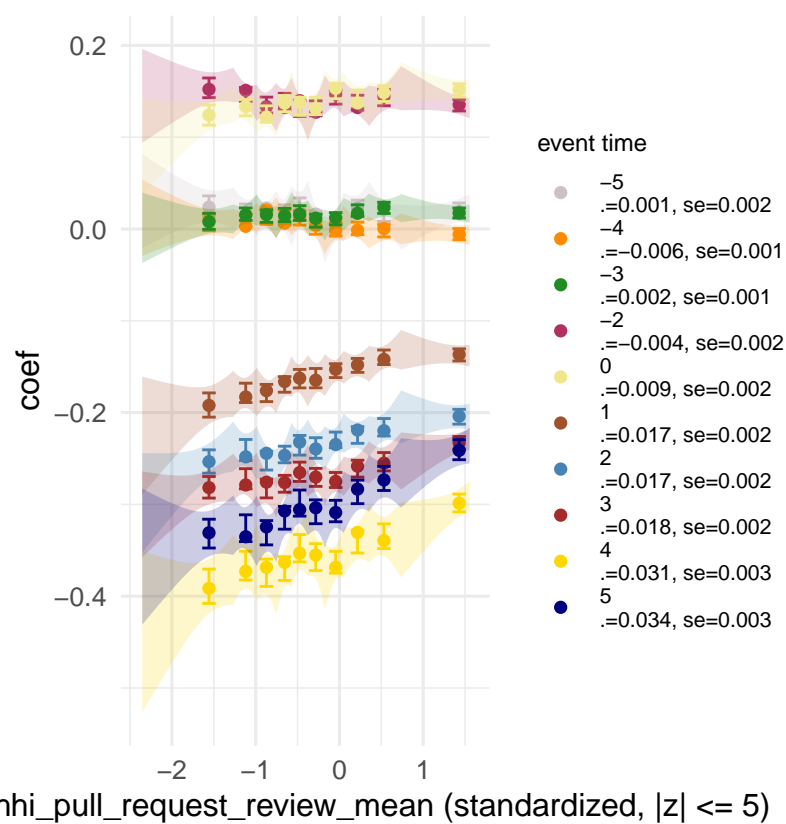 0.2
0.0
−0.2
−0.4
coef
−2
−1
0
1
hhi_pull_request_review_mean (standardized, |z| <= 5)
event time
−5
.=0.001, se=0.002
−4
.=−0.006, se=0.001
−3
.=0.002, se=0.001
−2
.=−0.004, se=0.002
0
.=0.009, se=0.002
1
.=0.017, se=0.002
2
.=0.017, se=0.002
3
.=0.018, se=0.002
4
.=0.031, se=0.003
5
.=0.034, se=0.003